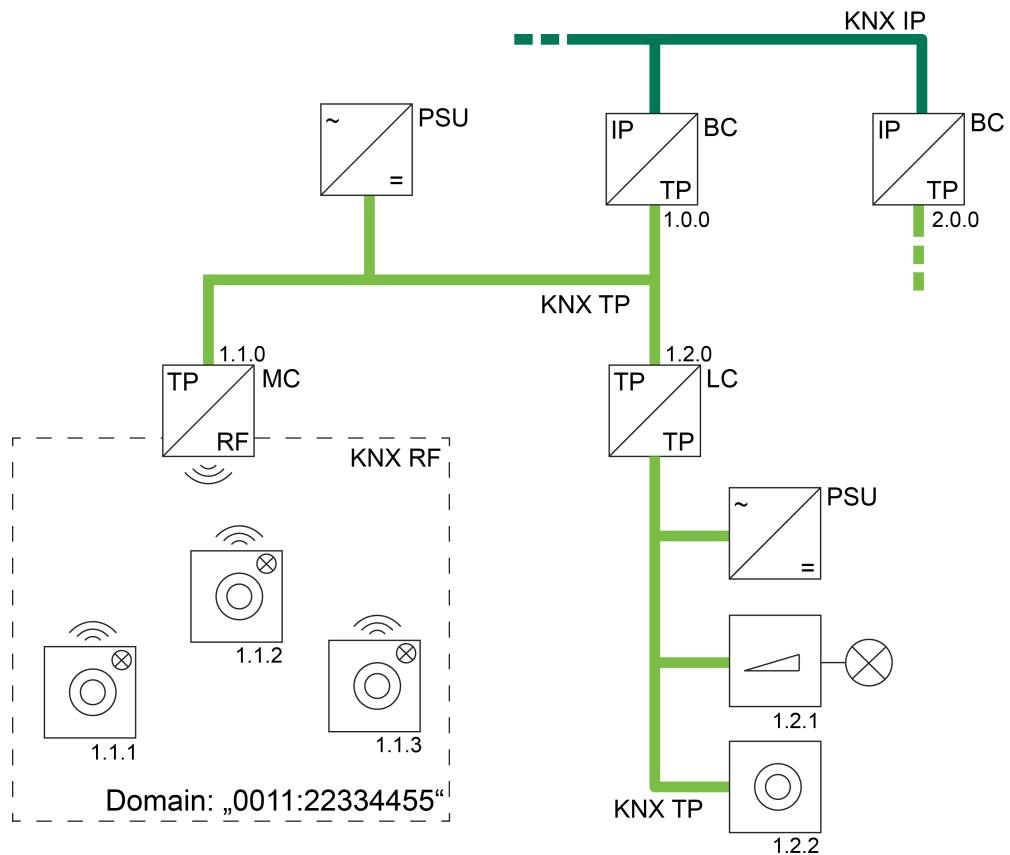 KNX IP
~
=
PSU
IP
TP
BC
1.0.0
IP
TP
BC
2.0.0
KNX TP
1.1.0
TP
RF
MC
1.2.0
TP
TP
LC
KNX RF
~
=
PSU
1.1.2
1.1.1
1.1.3
1.2.1
Domain: „0011:22334455“
KNX TP
1.2.2